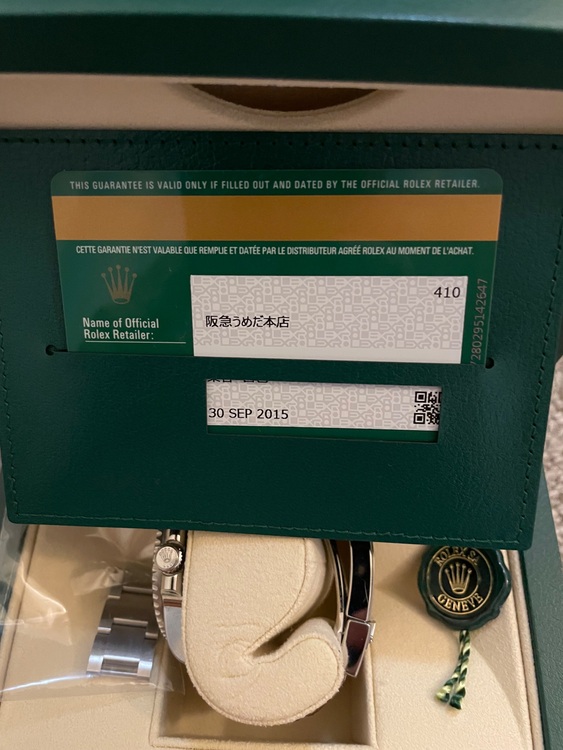 THIS GUARANTEE IS VALID ONLY IF FILLED OUT AND DATED BY THE OFFICIAL ROLEX RETAILER.
CETTE GARANTIE N'EST VALABLE QUE REMPLIE ET DATÉE PAR LE DISTRIBUTEUR AGRÉÉ ROLEX AU MOMENT DE L'ACHAT.
410
阪急うめだ本店
Name of Official
Rolex Retailer:
30 SEP 2015
ROLEX SA
GENEVE